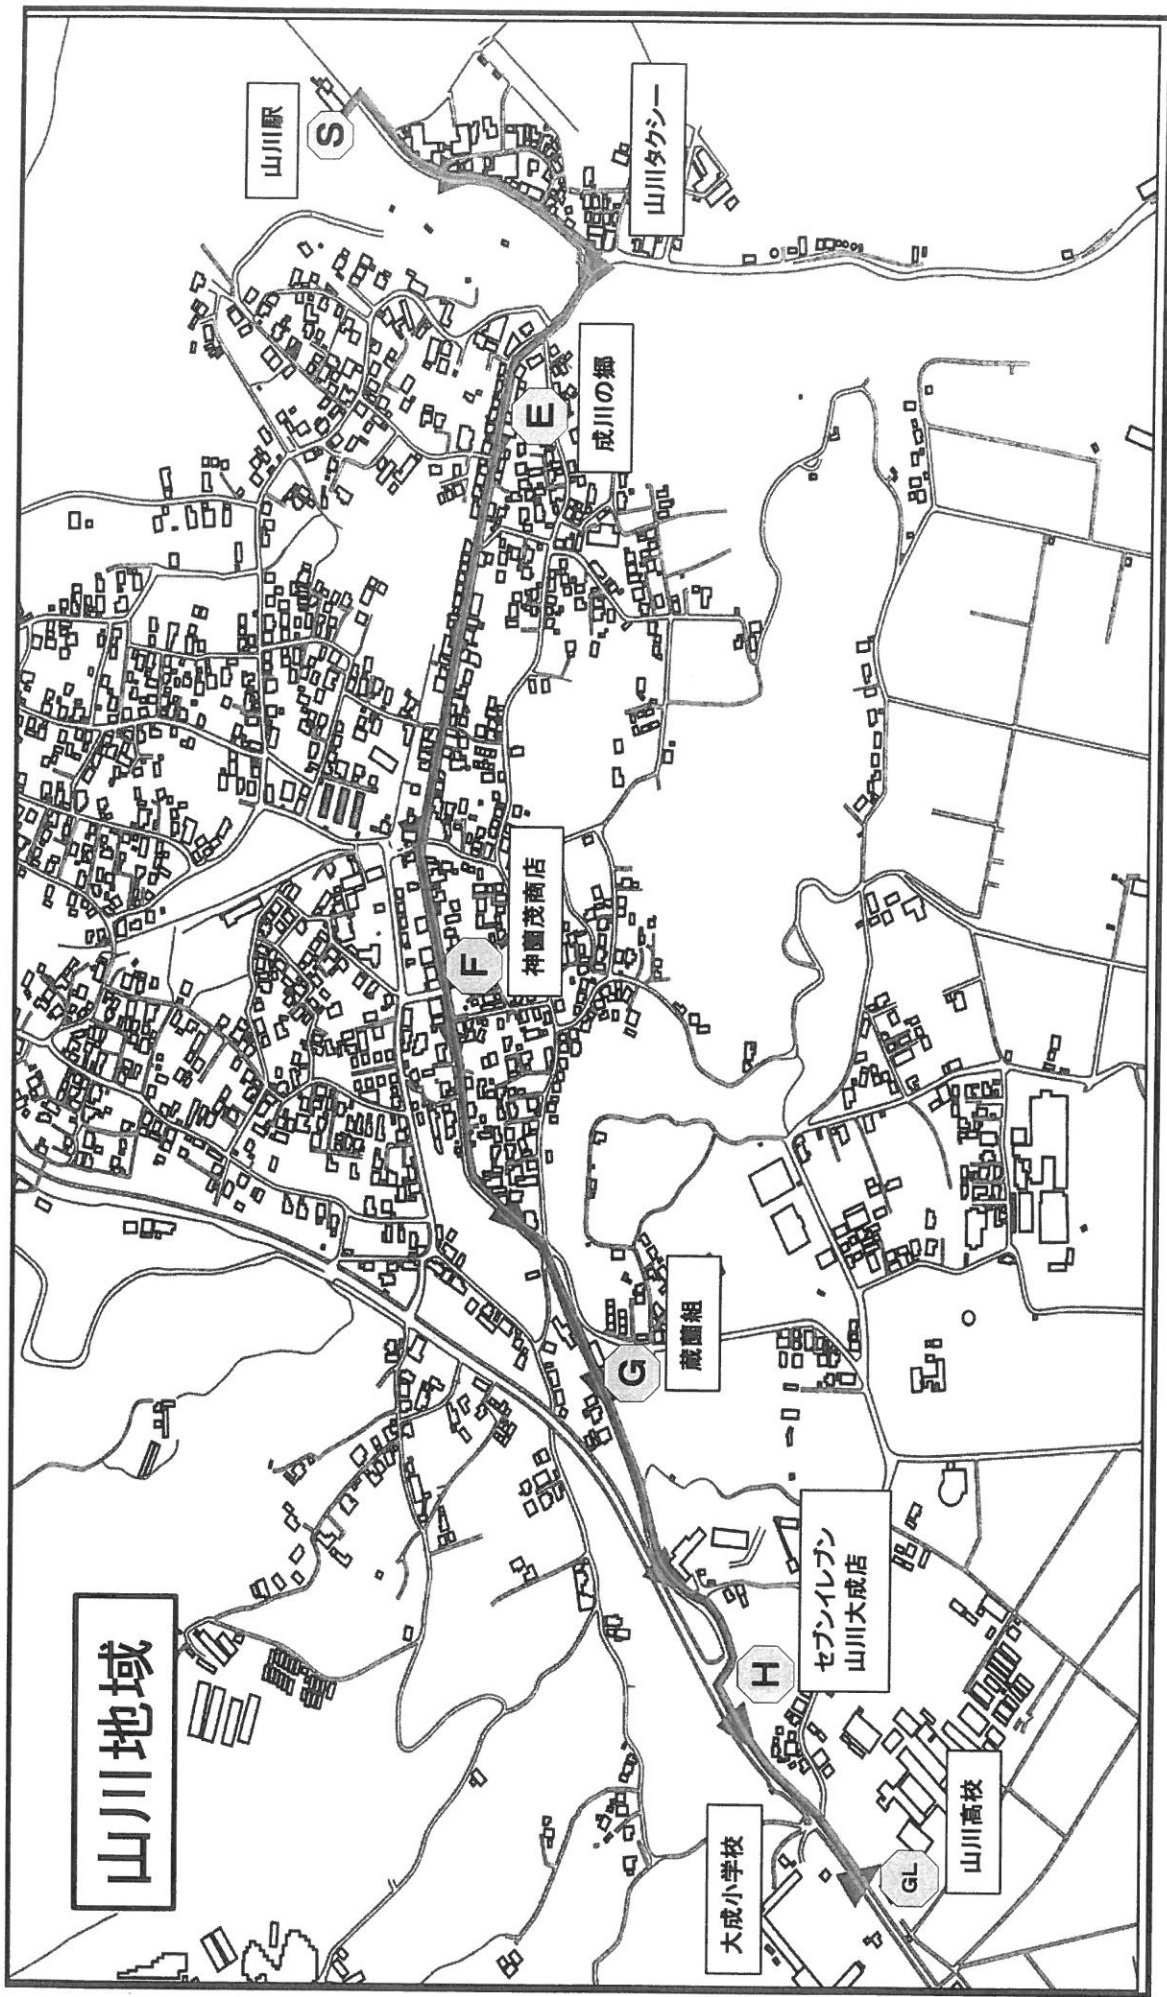 山川地域
山川駅
S
山川タクシー
E
成川の郷
F
神薗茂商店
G
蔵薗組
H
セブンイレブン
山川大成店
大成小学校
GL
山川高校